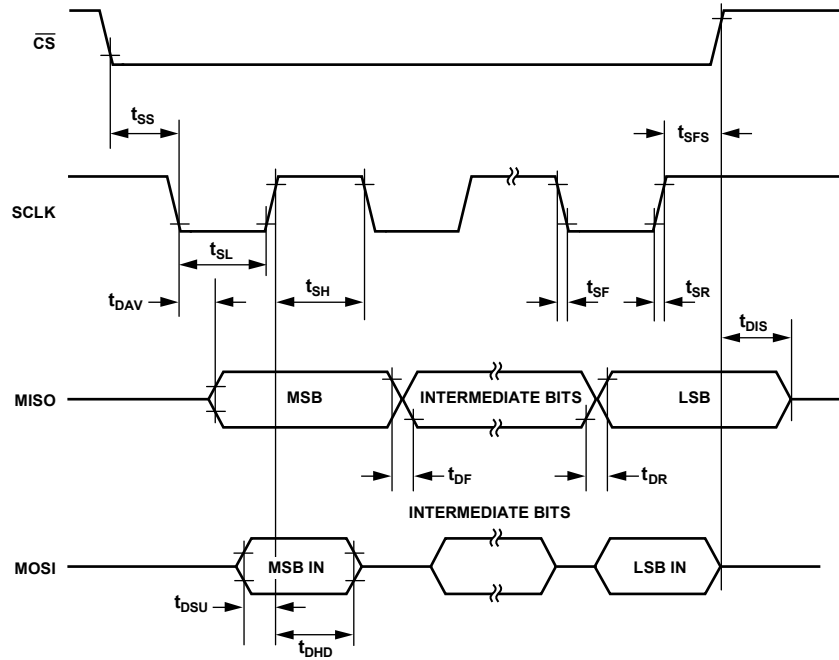 CS
tSS
tSFS
SCLK
tSL
tSH
tSF
tSR
tDAV
tDIS
MISO
MSB
INTERMEDIATE BITS
LSB
tDF
tDR
INTERMEDIATE BITS
MOSI
MSB IN
LSB IN
tDSU
tDHD